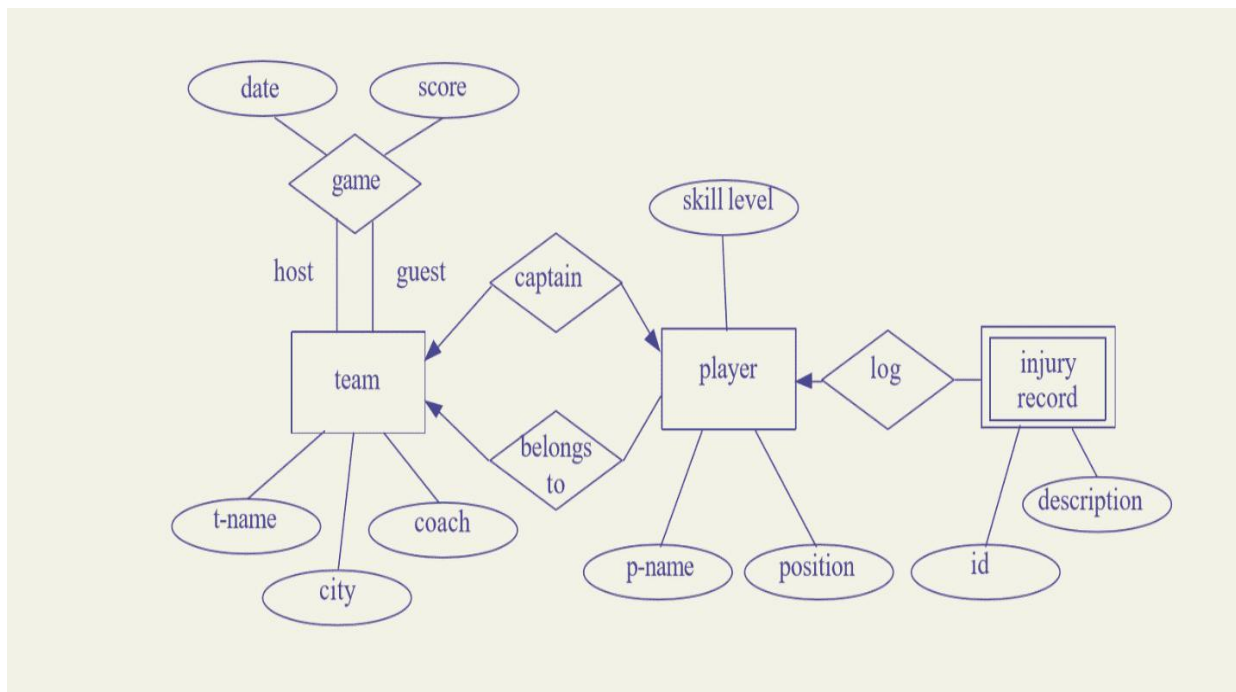 date
score
game
skill level
host
guest
captain
team
player
log
injury
record
belongs
to
t-name
coach
city
p-name
position
id
description